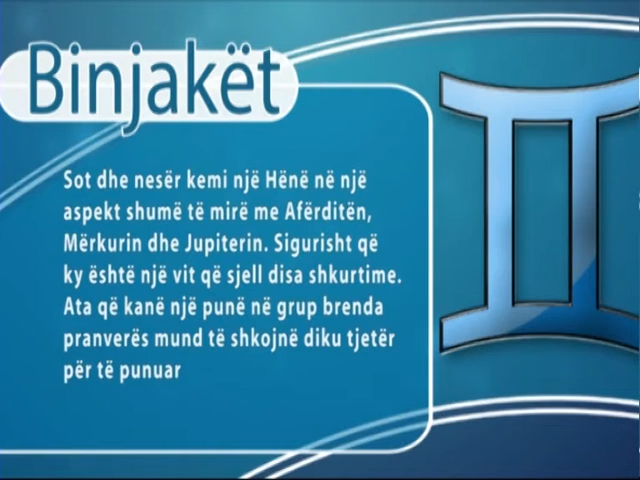 Binjakët
Sot dhe nesër kemi një Hënë në një
aspekt shumë të mirë me Afërditën,
Mërkurin dhe Jupiterin. Sigurisht që
ky është një vit që sjell disa shkurtime.
Ata që kanë një punë në grup brenda
pranverës mund të shkojnë diku tjetër
për të punuar